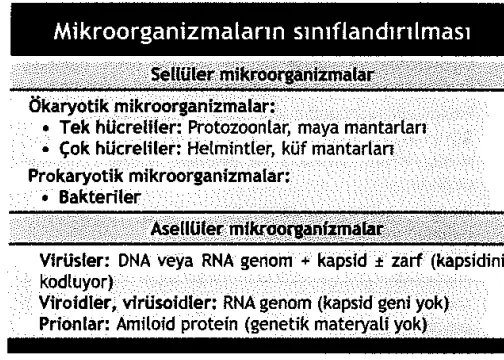 Mikroorganizmaların sınıflandırılması
Sellüler mikroorganizmalar
Ökaryotik mikroorganizmalar:
• Tek hücreliler: Protozoonlar, maya mantarları
• Çok hücreliler: Helmintler, küf mantarları
Prokaryotik mikroorganizmalar:
• Bakteriler
Asellüler mikroorganizmalar
Virüsler: DNA veya RNA genom + kapsid ± zarf (kapsidini
kodluyor)
Viroidler, virüsoidler: RNA genom (kapsid geni yok)
Prionlar: Amiloid protein (genetik materyali yok)